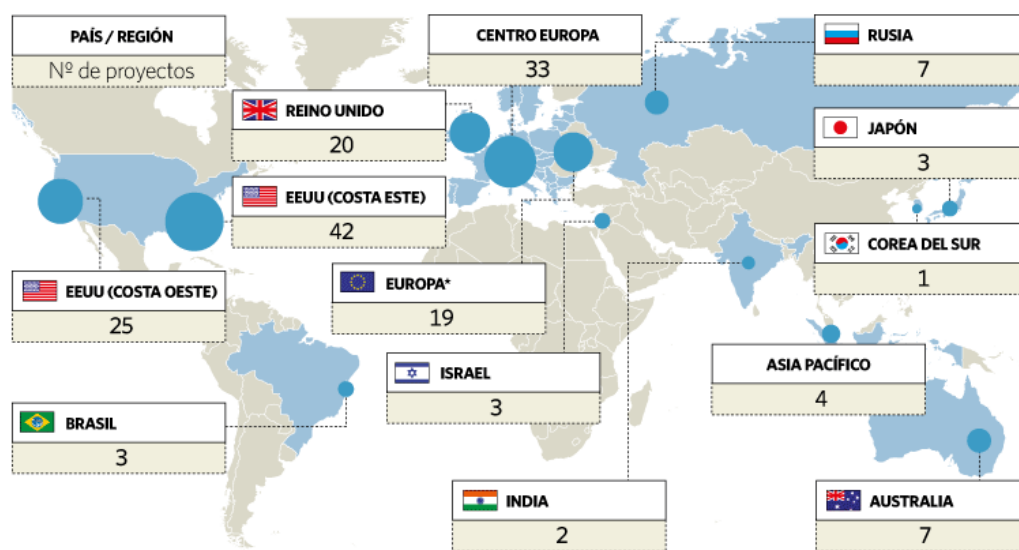 PAÍS / REGIÓN
Nº de proyectos
CENTRO EUROPA
33
RUSIA
7
REINO UNIDO
20
JAPÓN
3
EEUU (COSTA ESTE)
42
COREA DEL SUR
1
EEUU (COSTA OESTE)
25
EUROPA*
19
ISRAEL
3
ASIA PACÍFICO
4
BRASIL
3
INDIA
2
AUSTRALIA
7